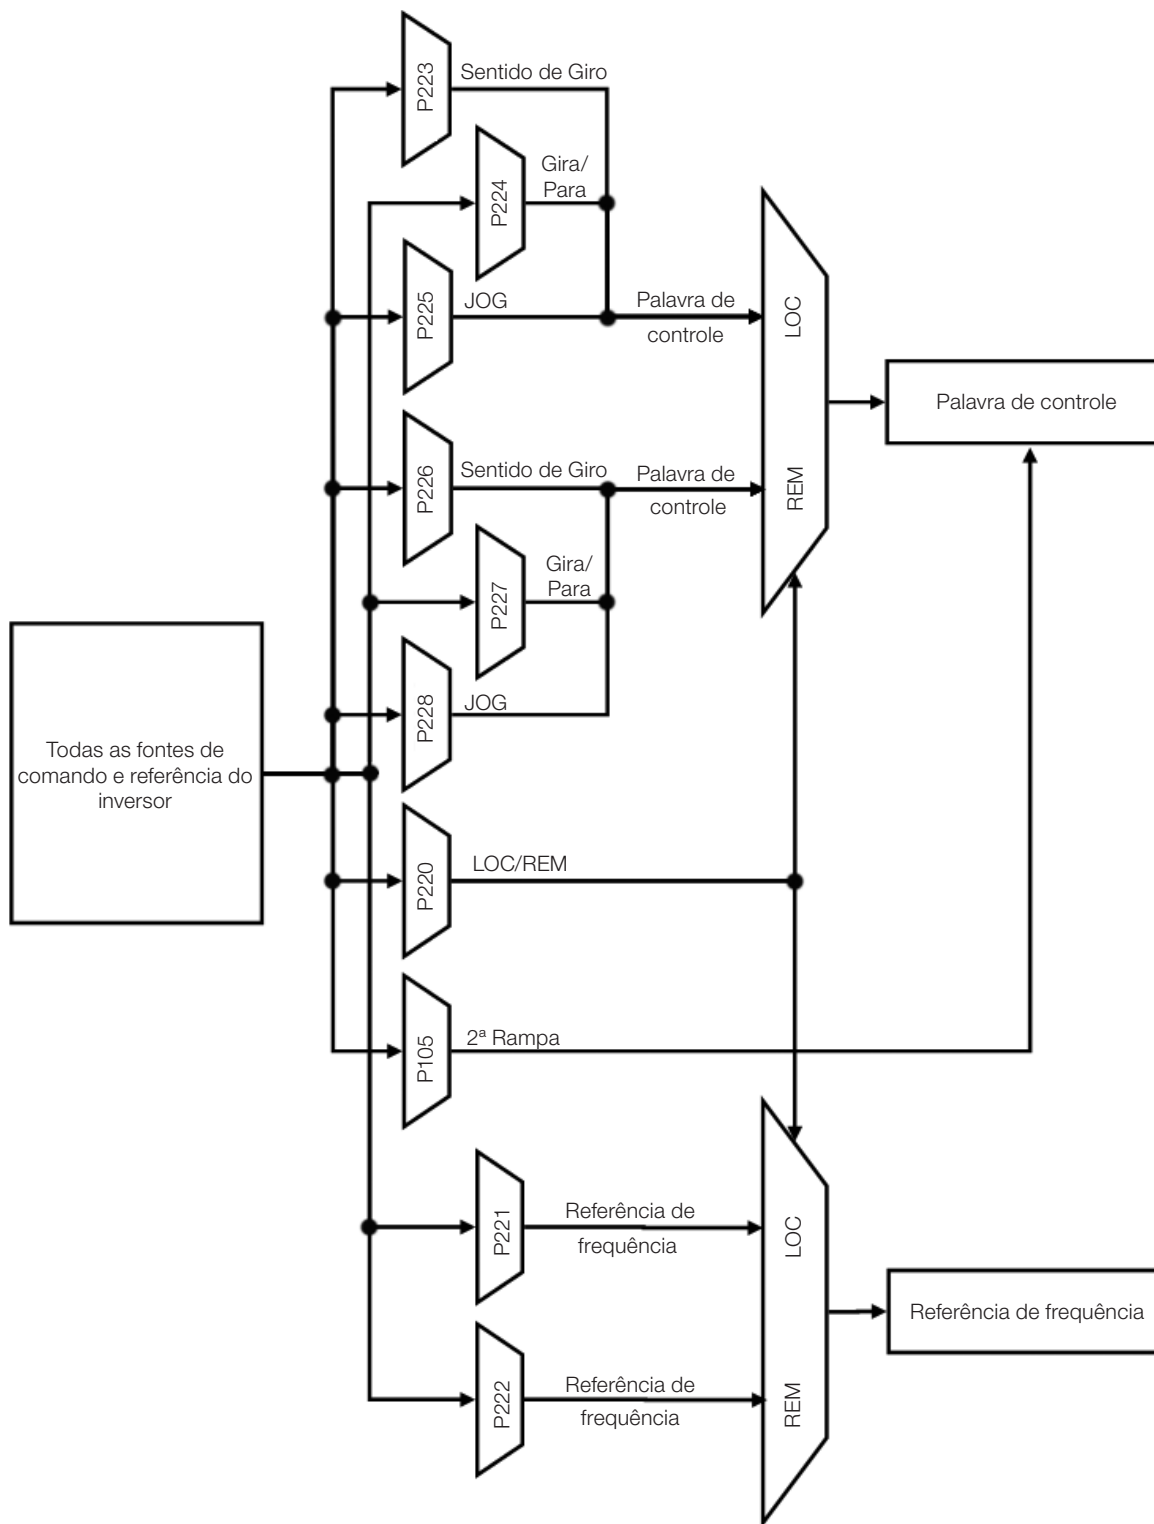 P223
Sentido de Giro
P224
Gira/
Para
P225
JOG
Palavra de
controle
LOC
Palavra de controle
P226
Sentido de Giro
Palavra de
controle
REM
P227
Gira/
Para
P228
JOG
Todas as fontes de
comando e referência do
inversor
P220
LOC/REM
P105
2ª Rampa
P221
Referência de
frequência
LOC
Referência de frequência
P222
Referência de
frequência
REM